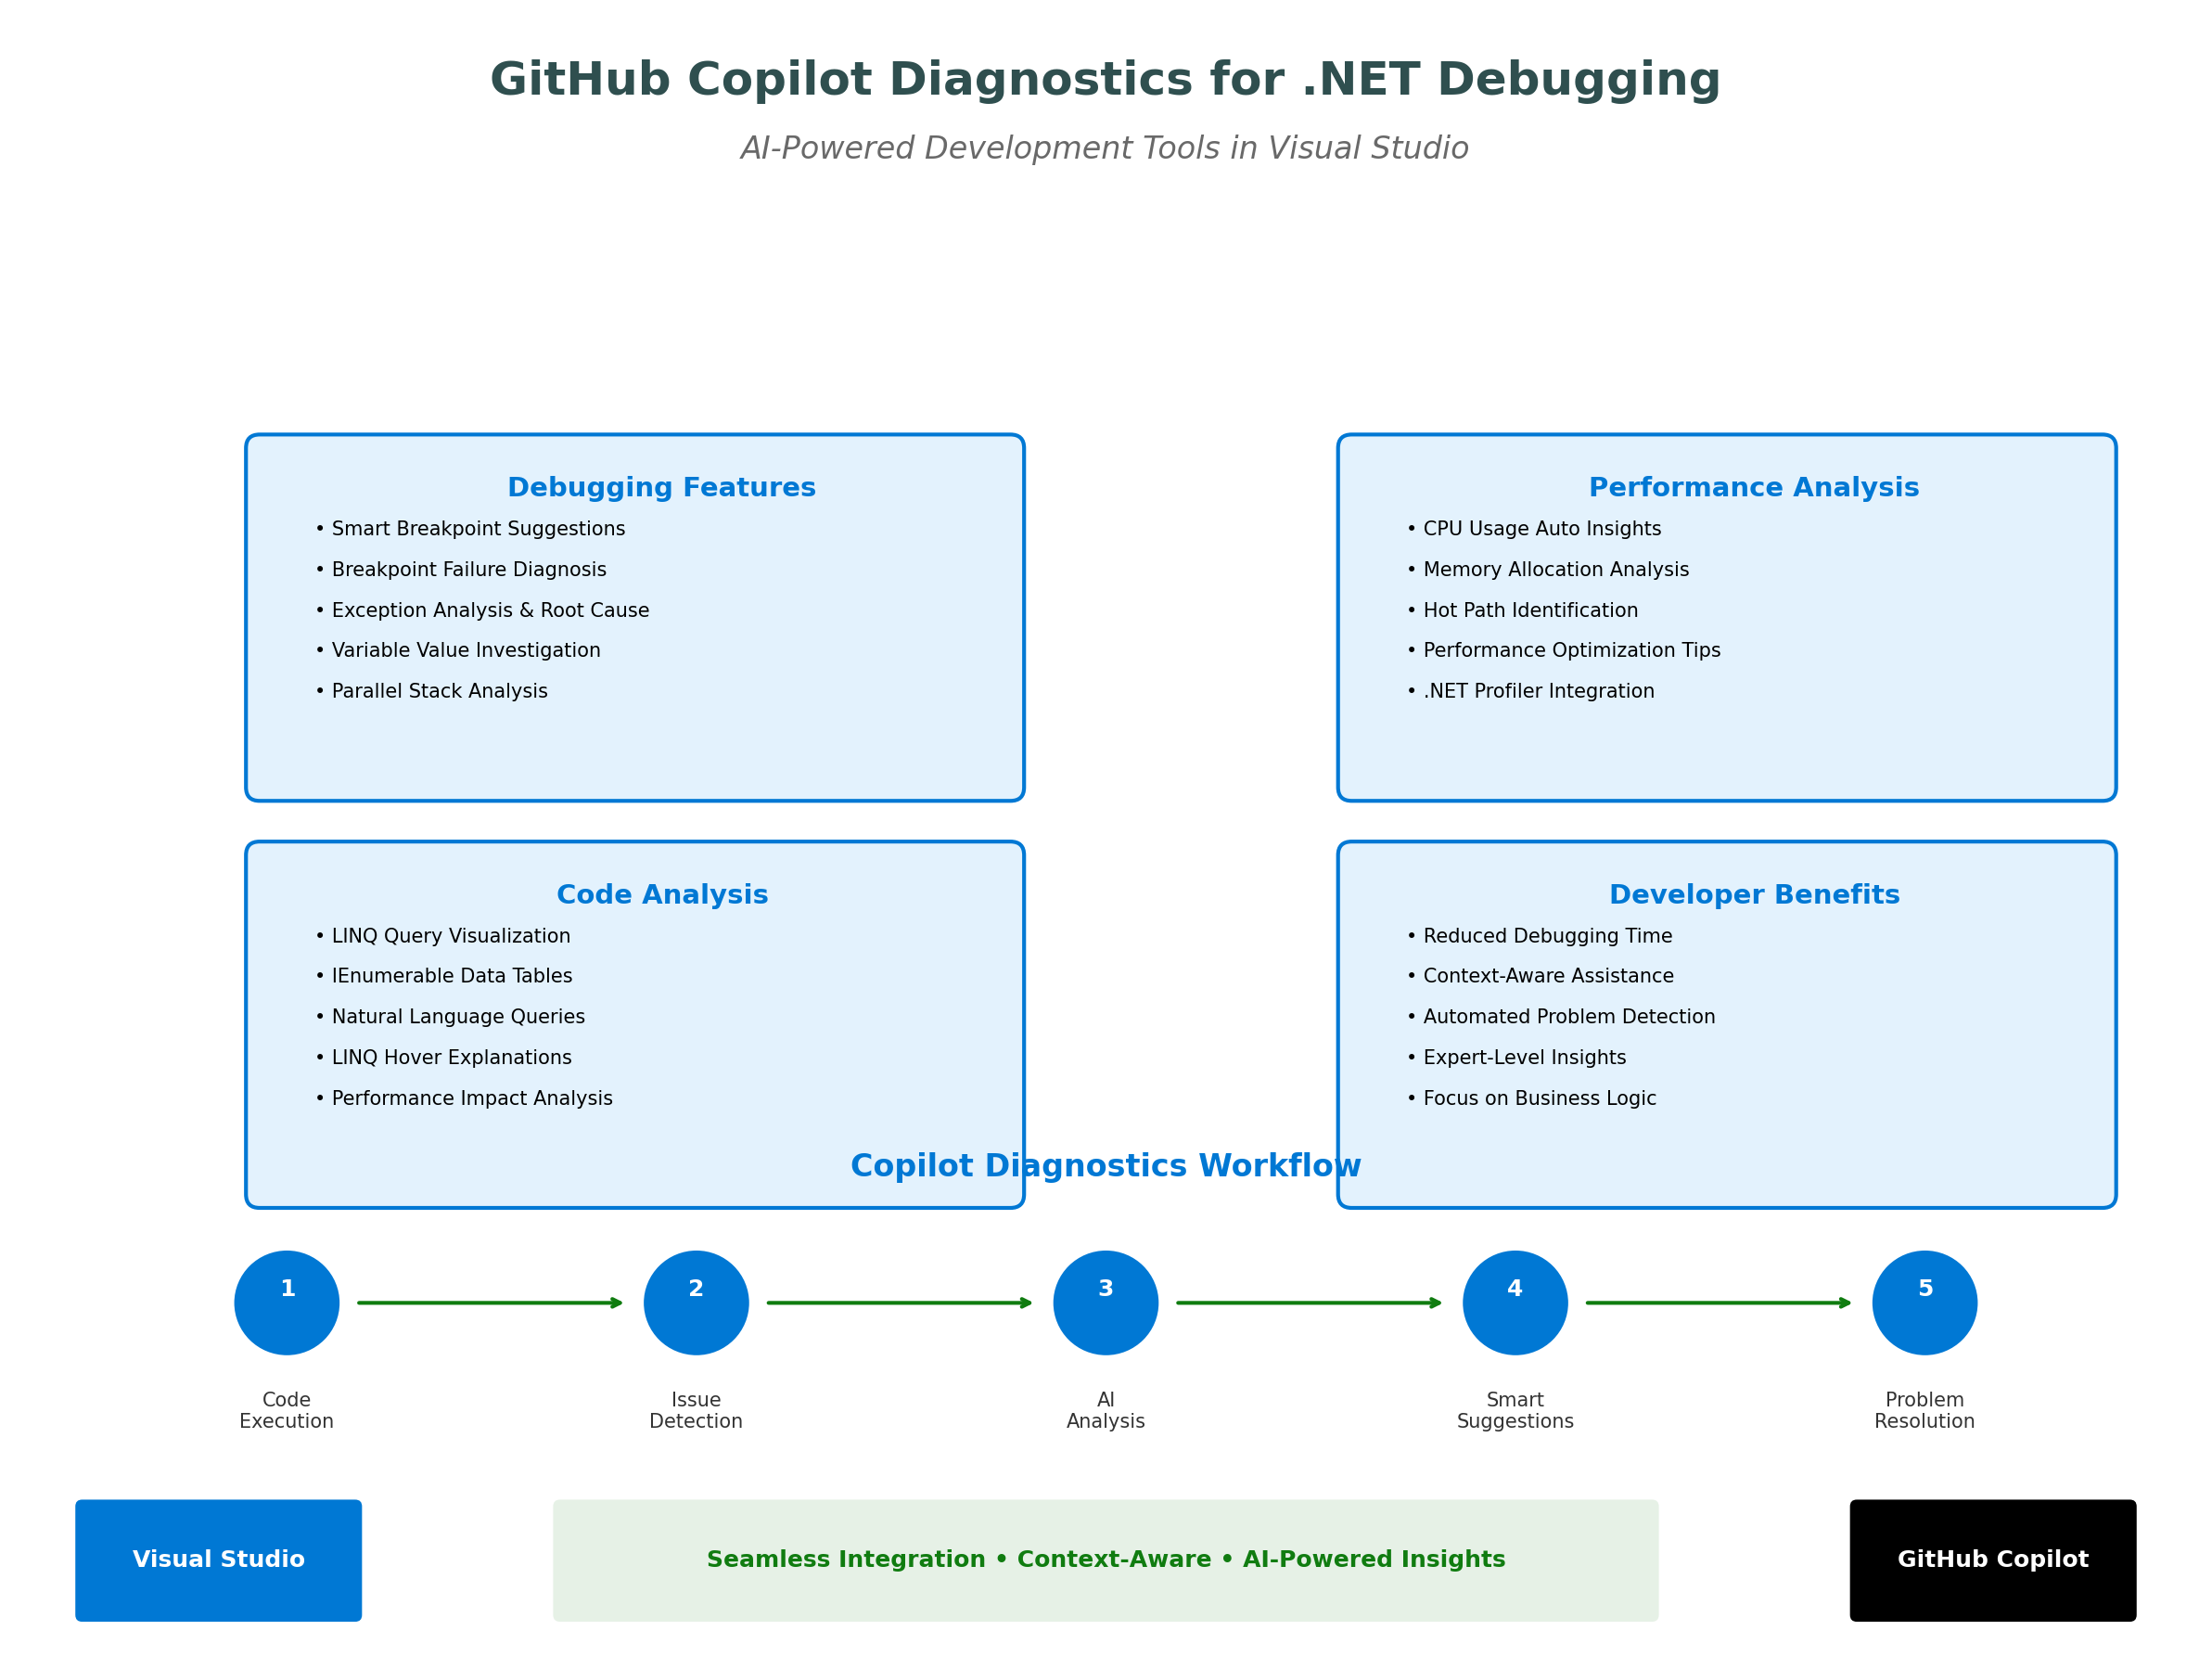 GitHub Copilot Diagnostics for .NET Debugging
AI-Powered Development Tools in Visual Studio
Debugging Features
• Smart Breakpoint Suggestions
• Breakpoint Failure Diagnosis
• Exception Analysis & Root Cause
• Variable Value Investigation
• Parallel Stack Analysis
Performance Analysis
• CPU Usage Auto Insights
• Memory Allocation Analysis
• Hot Path Identification
• Performance Optimization Tips
• .NET Profiler Integration
Code Analysis
• LINQ Query Visualization
• IEnumerable Data Tables
• Natural Language Queries
• LINQ Hover Explanations
• Performance Impact Analysis
Developer Benefits
• Reduced Debugging Time
• Context-Aware Assistance
• Automated Problem Detection
• Expert-Level Insights
• Focus on Business Logic
Copilot Diagnostics Workflow
1
Code
Execution
2
Issue
Detection
3
AI
Analysis
4
Smart
Suggestions
5
Problem
Resolution
Visual Studio
Seamless Integration • Context-Aware • AI-Powered Insights
GitHub Copilot